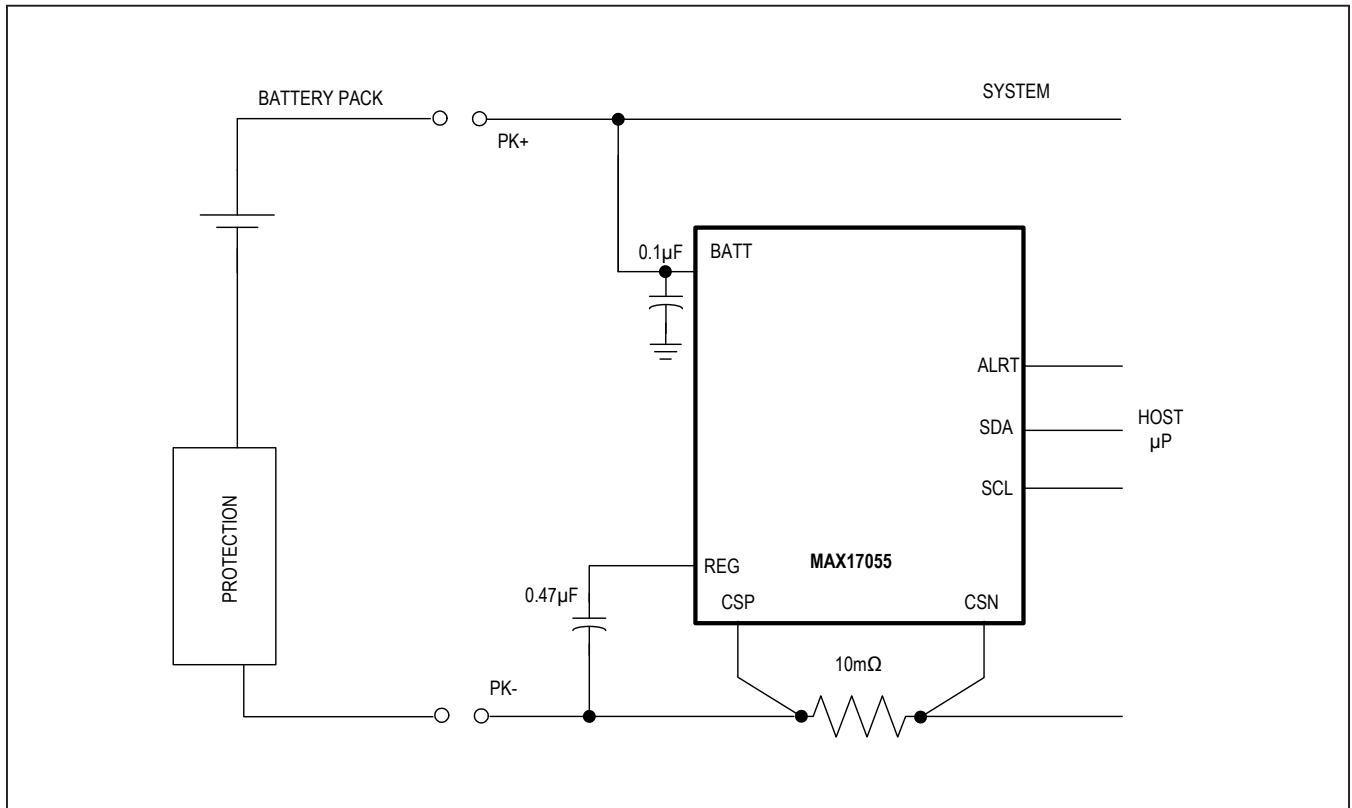 BATTERY PACK
SYSTEM
PK+
0.1µF
BATT
ALRT
SDA
HOST
µP
SCL
PROTECTION
REG
MAX17055
0.47µF
CSP
CSN
10mΩ
PK-